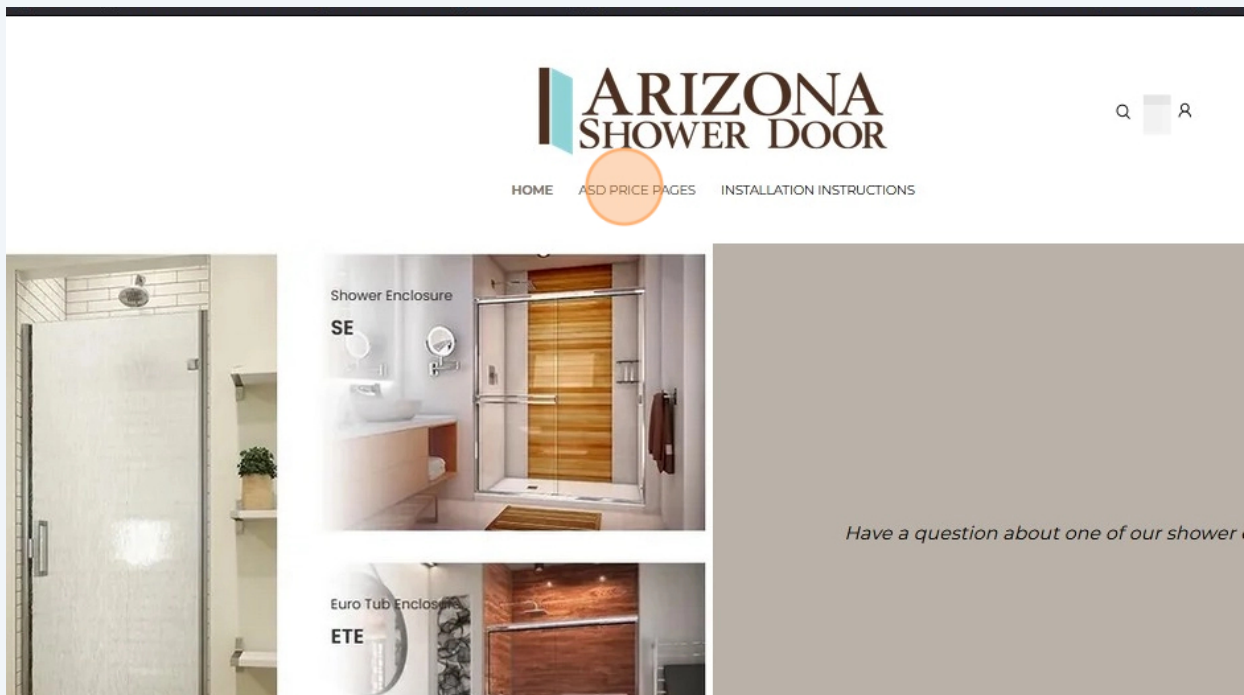 ARIZONA
SHOWER DOOR
HOME ASD PRICE PAGES INSTALLATION INSTRUCTIONS
Shower Enclosure
SE
Have a question about one of our shower
Euro Tub Enclosure
ETE